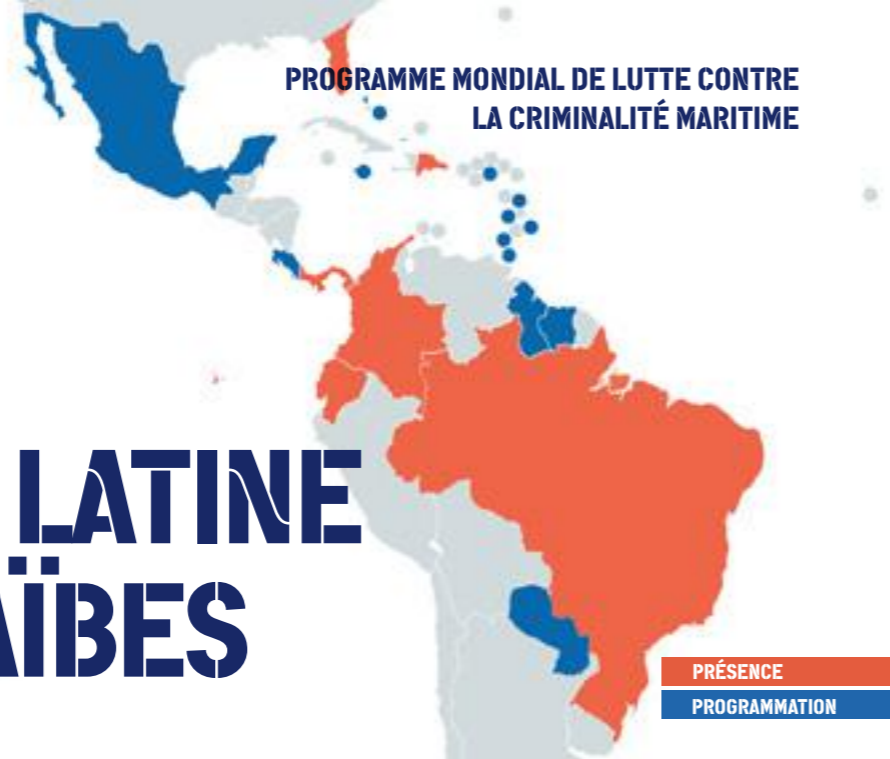 PROGRAMME MONDIAL DE LUTTE CONTRE
LA CRIMINALITÉ MARITIME
LATINE
AÏBES
PRÉSENCE
PROGRAMMATION